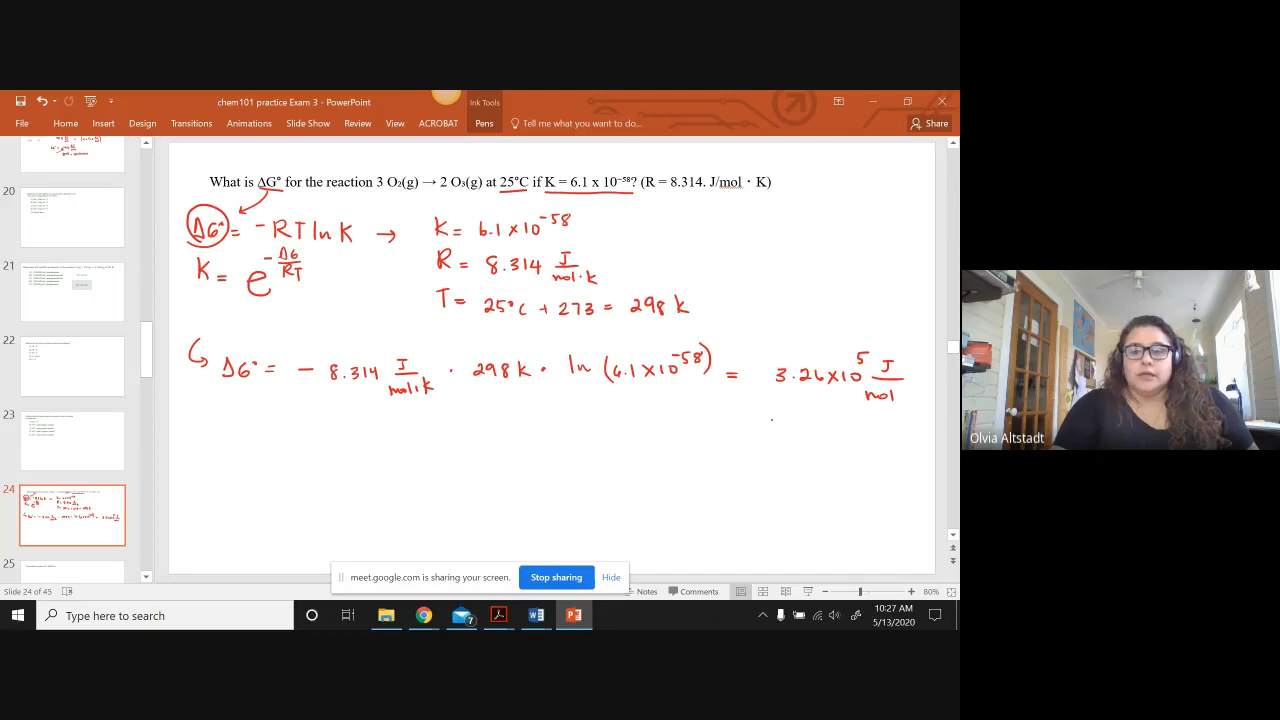 chem101 practice Exam 3 - PowerPoint
Ink Tools
File Home Insert Design Transitions Animations Slide Show Review View ACROBAT Pens Tell me what you want to do... Share
20
21
22
23
24
25
What is ΔG° for the reaction 3 O₂(g) → 2 O₃(g) at 25°C if K = 6.1 x 10⁻⁵⁸? (R = 8.314. J/mol · K)
ΔG° = -RT ln K → K = 6.1 x 10⁻⁵⁸
K = e^(-ΔG/RT) R = 8.314 J/mol·K
T = 25°C + 273 = 298 K
ΔG° = - 8.314 J/mol·K · 298 K · ln (6.1 x 10⁻⁵⁸) = 3.26 x 10⁵ J/mol
Olvia Altstadt
meet.google.com is sharing your screen. Stop sharing Hide
Slide 24 of 45 Notes Comments 80%
Type here to search 7 10:27 AM
5/13/2020